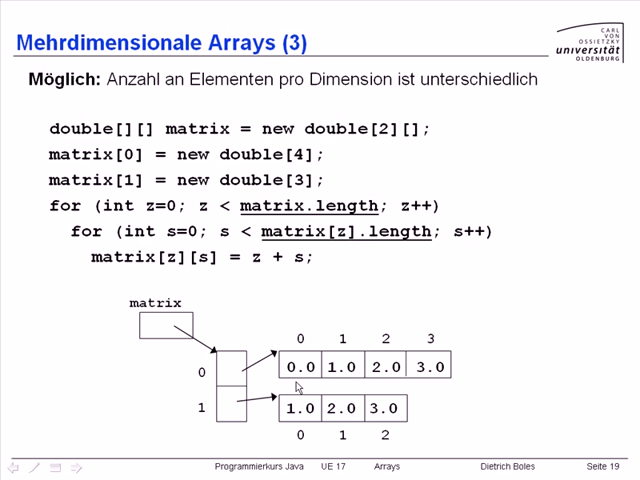 Mehrdimensionale Arrays (3)
CARL
VON
OSSIETZKY
universität
OLDENBURG
Möglich: Anzahl an Elementen pro Dimension ist unterschiedlich
double[][] matrix = new double[2][];
matrix[0] = new double[4];
matrix[1] = new double[3];
for (int z=0; z < matrix.length; z++)
for (int s=0; s < matrix[z].length; s++)
matrix[z][s] = z + s;
matrix
0 1 2 3
0 0.0 1.0 2.0 3.0
1 1.0 2.0 3.0
0 1 2
Programmierkurs Java UE 17 Arrays Dietrich Boles Seite 19